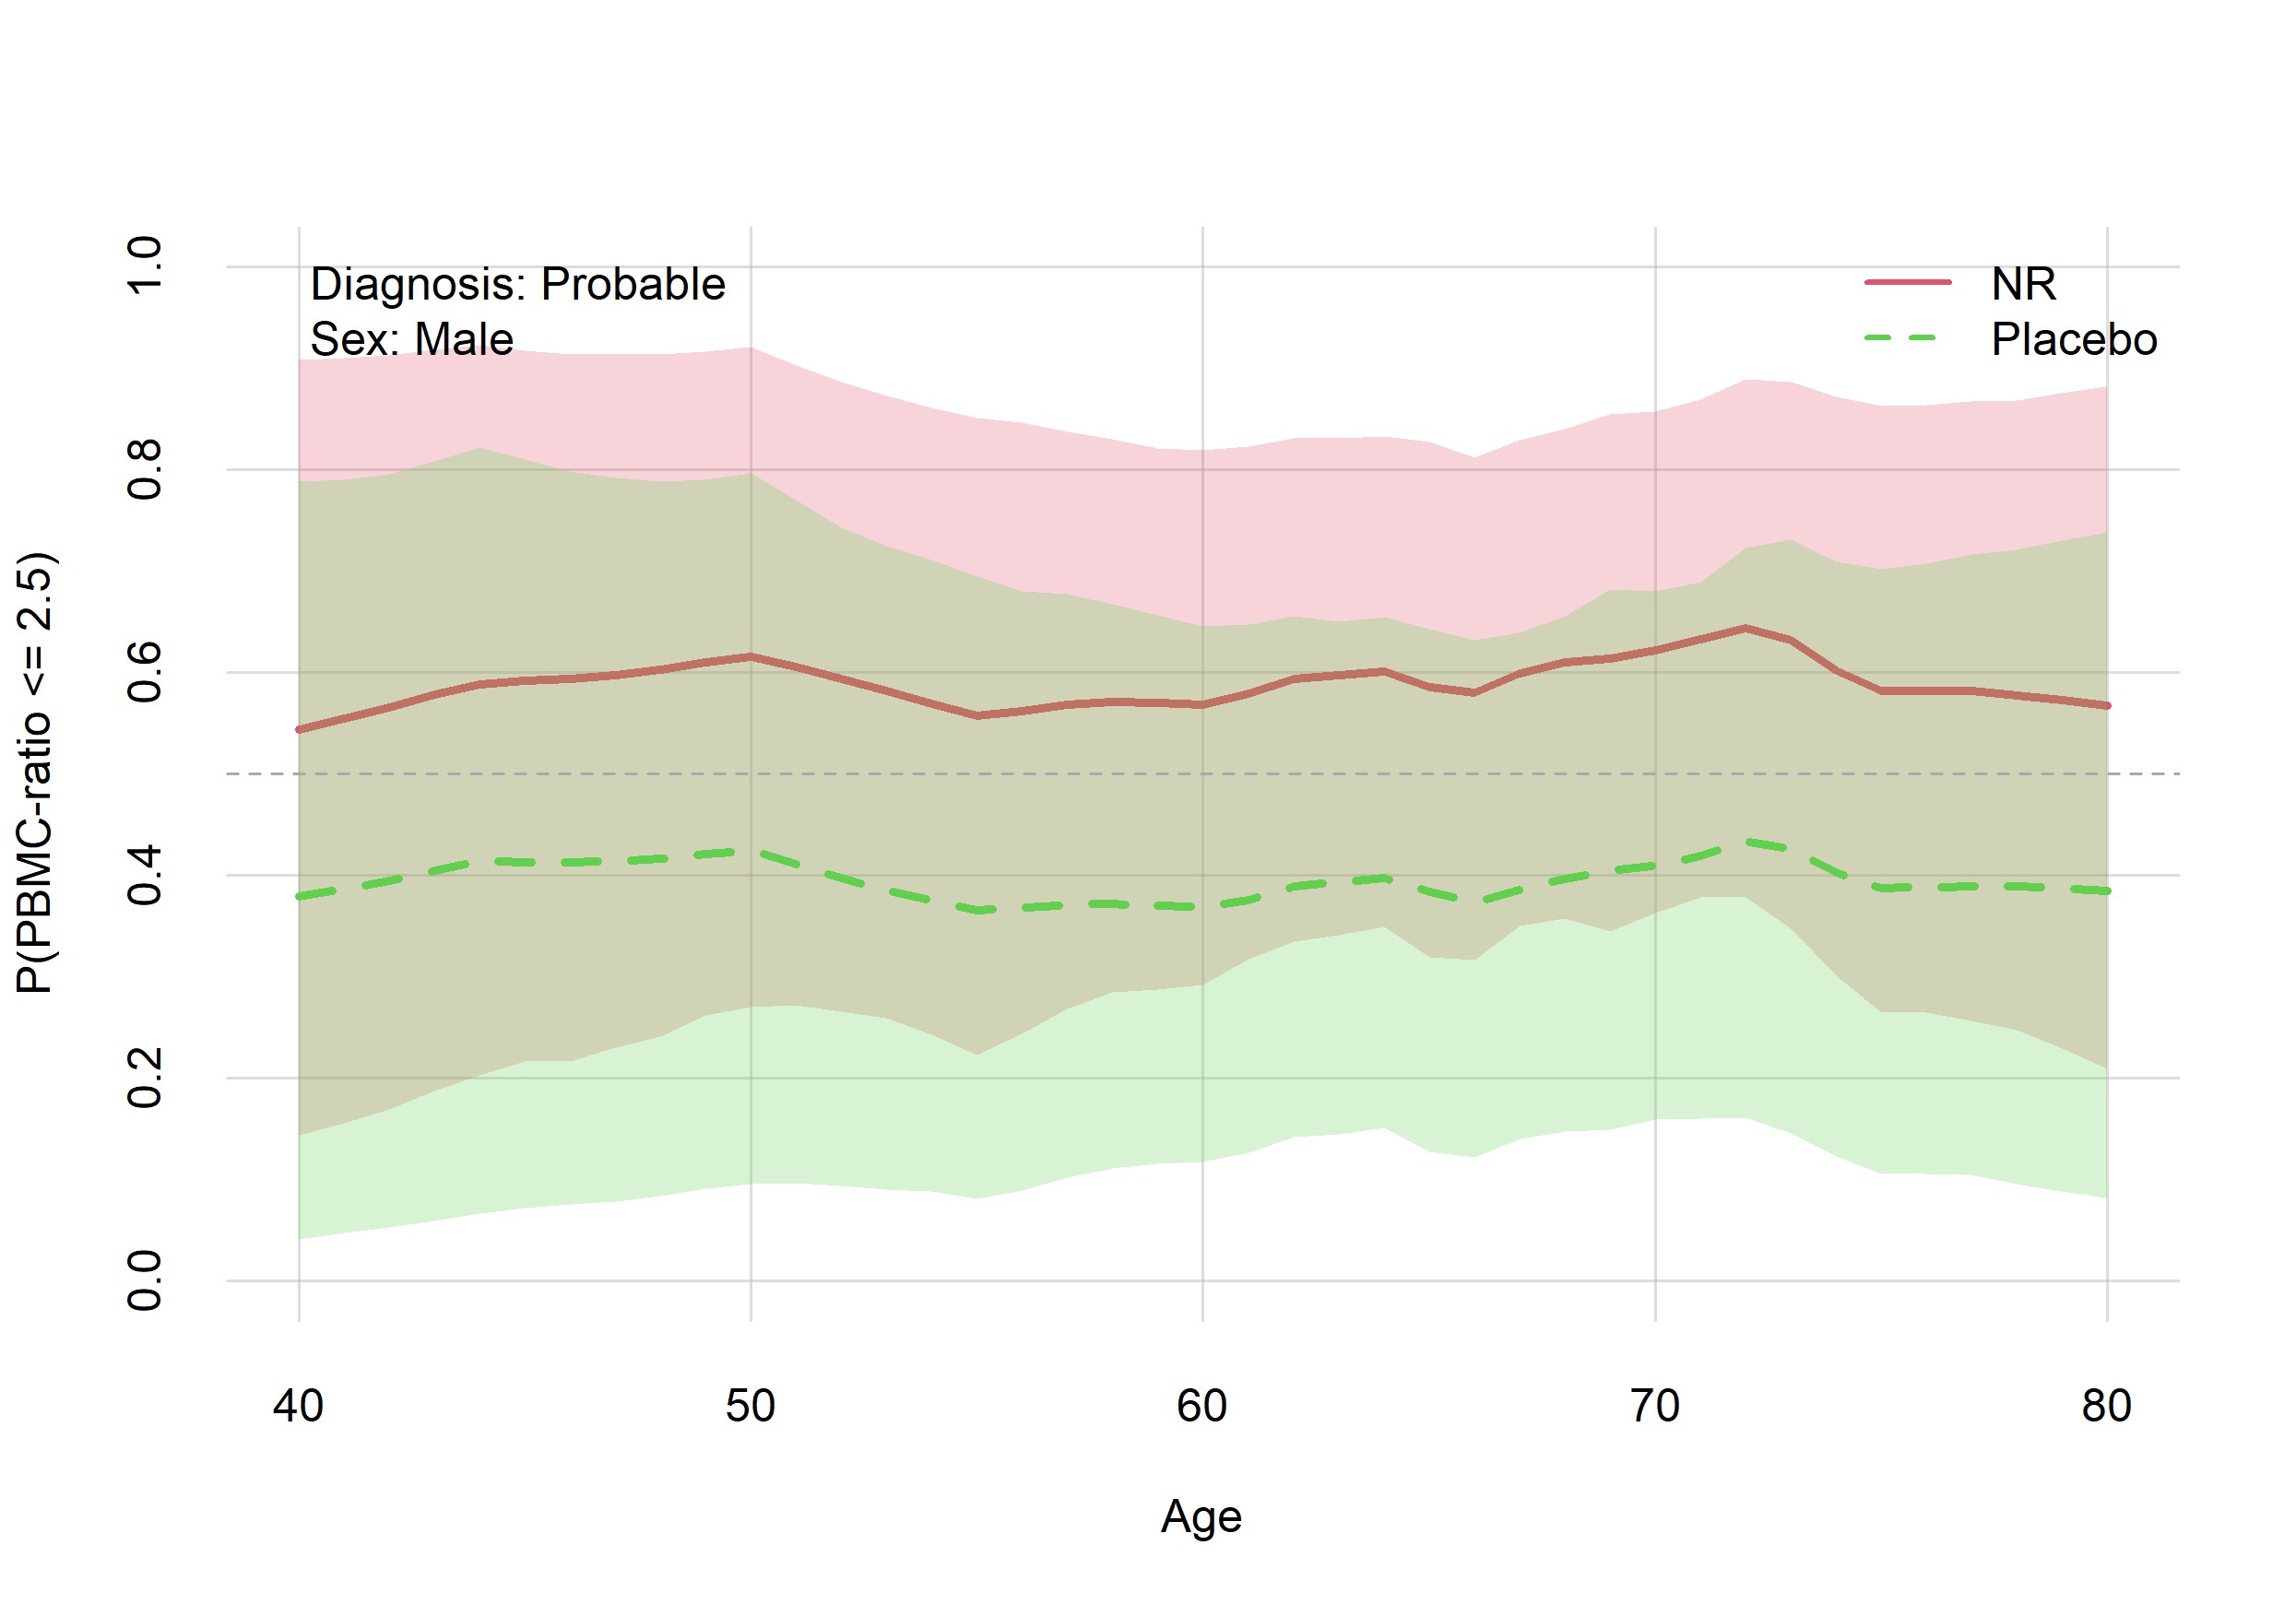 Diagnosis: Probable
Sex: Male
NR
Placebo
P(PBMC-ratio <= 2.5)
1.0
0.8
0.6
0.4
0.2
0.0
40 50 60 70 80
Age